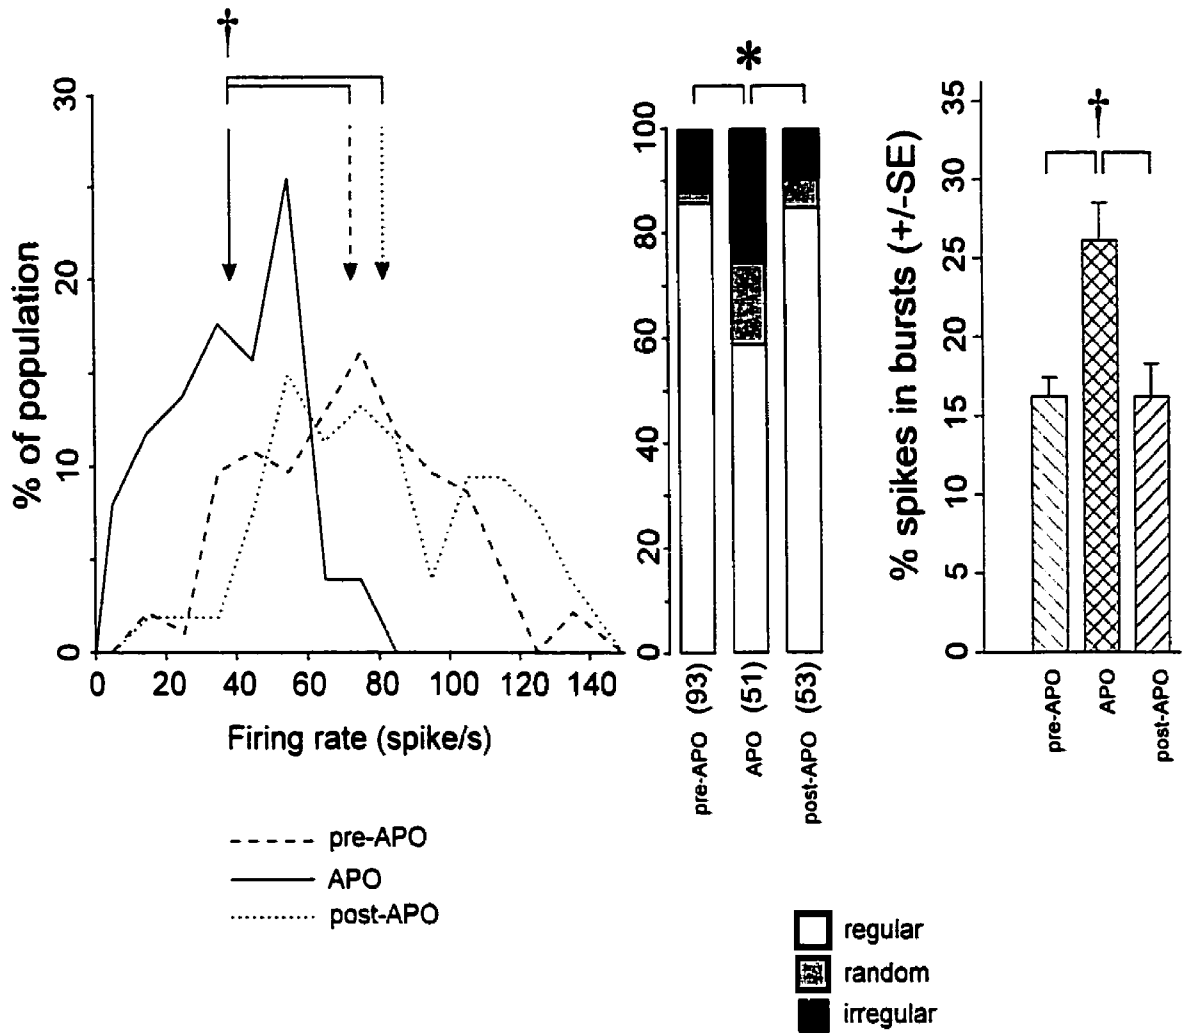 †
30
20
10
0
% of population
0 20 40 60 80 100 120 140
Firing rate (spike/s)
pre-APO
APO
post-APO
*
100
80
60
40
20
0
pre-APO (93)
APO (51)
post-APO (53)
regular
random
irregular
†
35
30
25
20
15
10
5
0
% spikes in bursts (+/-SE)
pre-APO
APO
post-APO